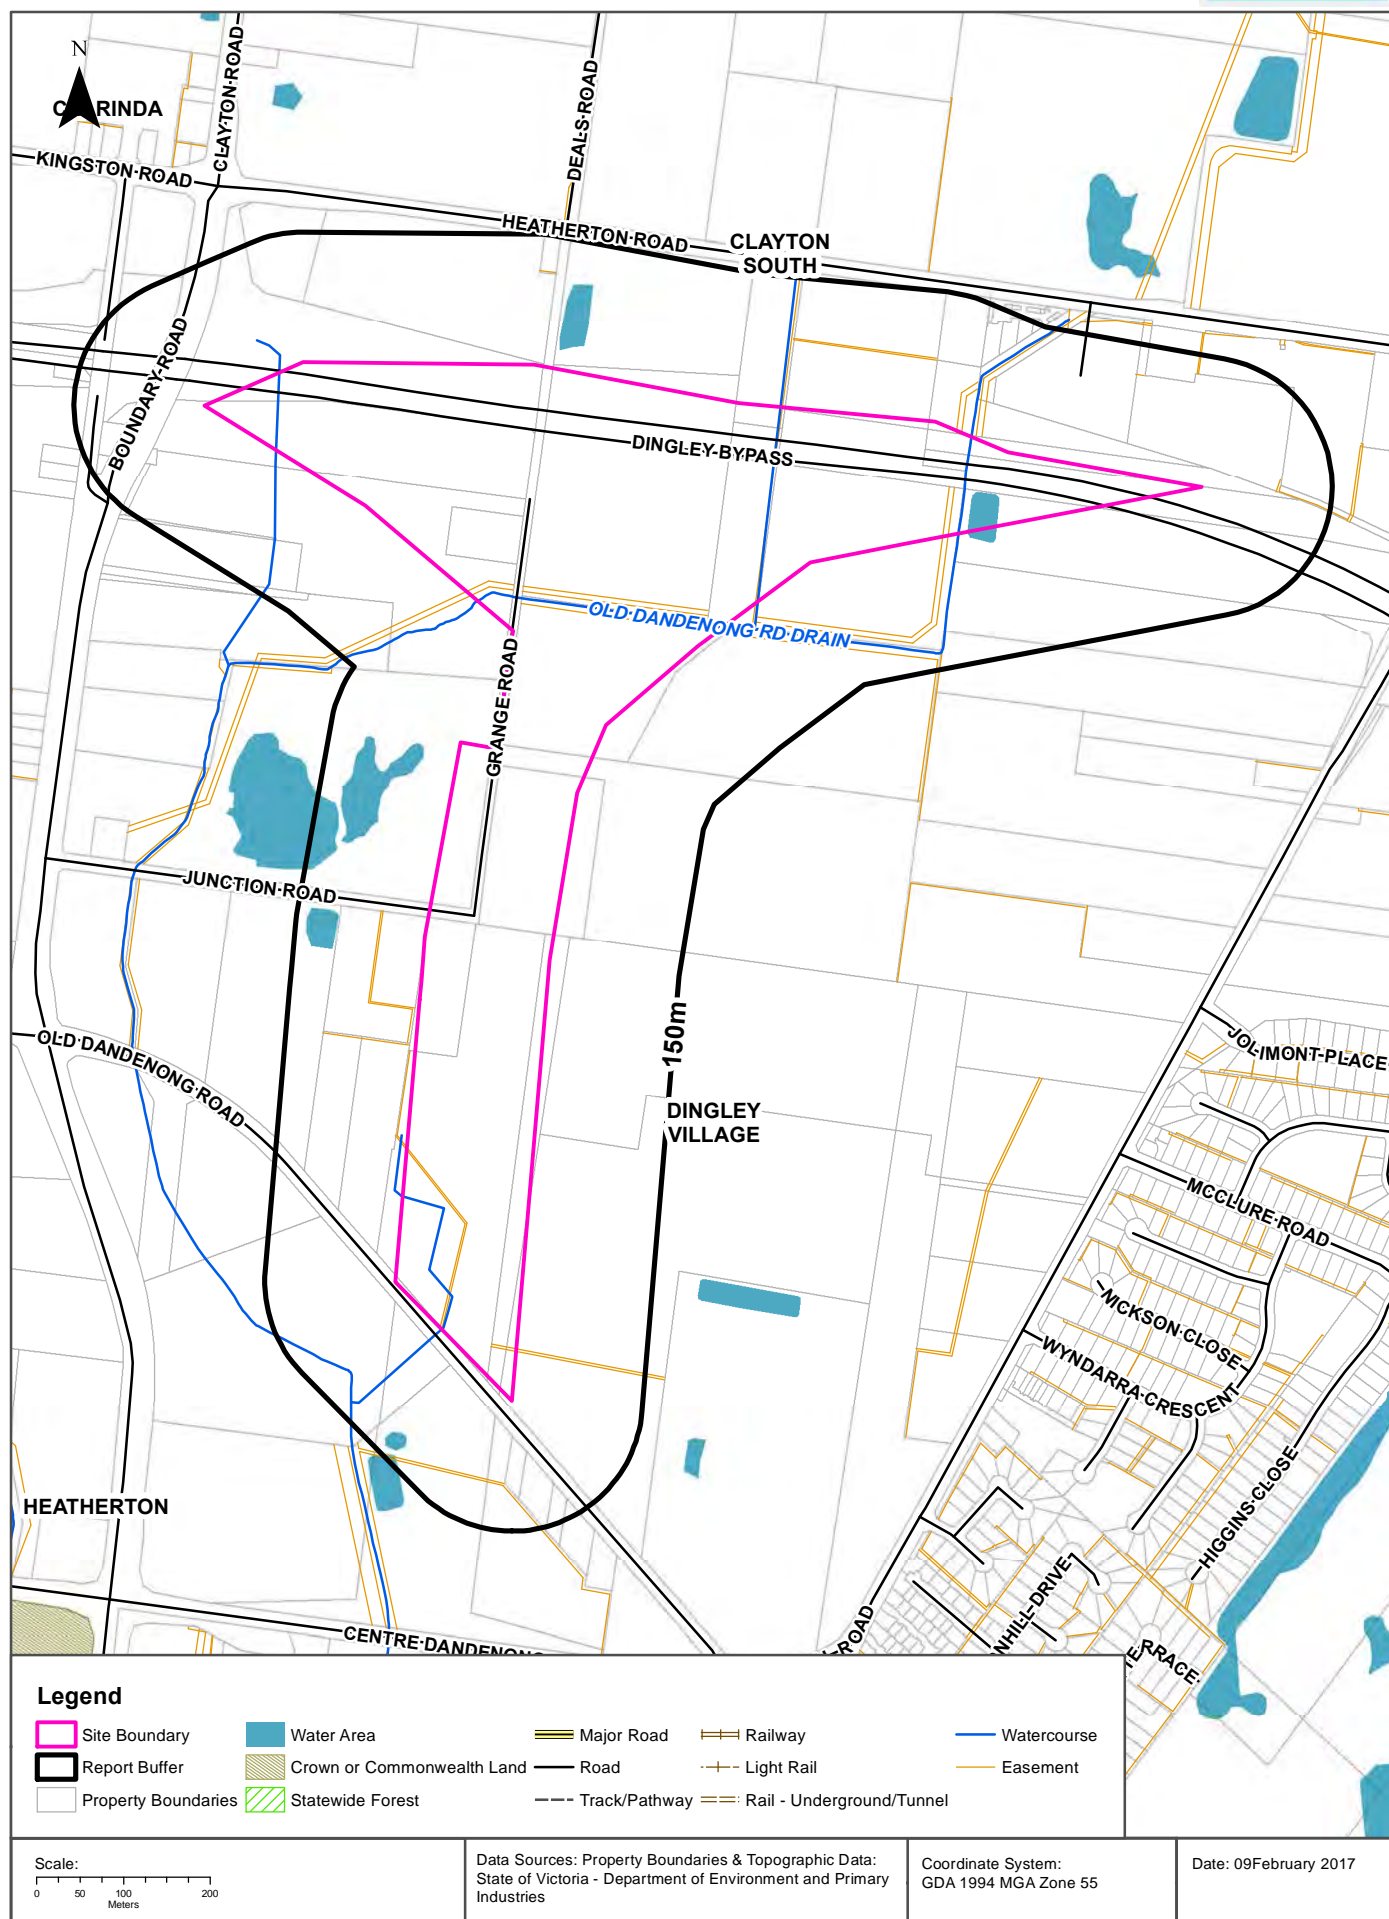 N
CLAYTON ROAD
DEALS ROAD
KINGSTON ROAD
HEATHERTON ROAD
CLAYTON
SOUTH
BOUNDARY ROAD
DINGLEY BYPASS
OLD DANDENONG RD DRAIN
GRANGE ROAD
JUNCTION ROAD
150m
OLD DANDENONG ROAD
JOLIMONT PLACE
DINGLEY
VILLAGE
MCCLURE ROAD
NICKSON CLOSE
WYNDARRA CRESCENT
HIGGINS CLOSE
HEATHERTON
NHILL DRIVE
ROAD
RRACE
CENTRE DANDENONG
Legend
Site Boundary
Water Area
Major Road
Railway
Watercourse
Report Buffer
Crown or Commonwealth Land
Road
Light Rail
Easement
Property Boundaries
Statewide Forest
Track/Pathway
Rail - Underground/Tunnel
Scale:
0 50 100 200
Meters
Data Sources: Property Boundaries & Topographic Data:
State of Victoria - Department of Environment and Primary
Industries
Coordinate System:
GDA 1994 MGA Zone 55
Date: 09February 2017